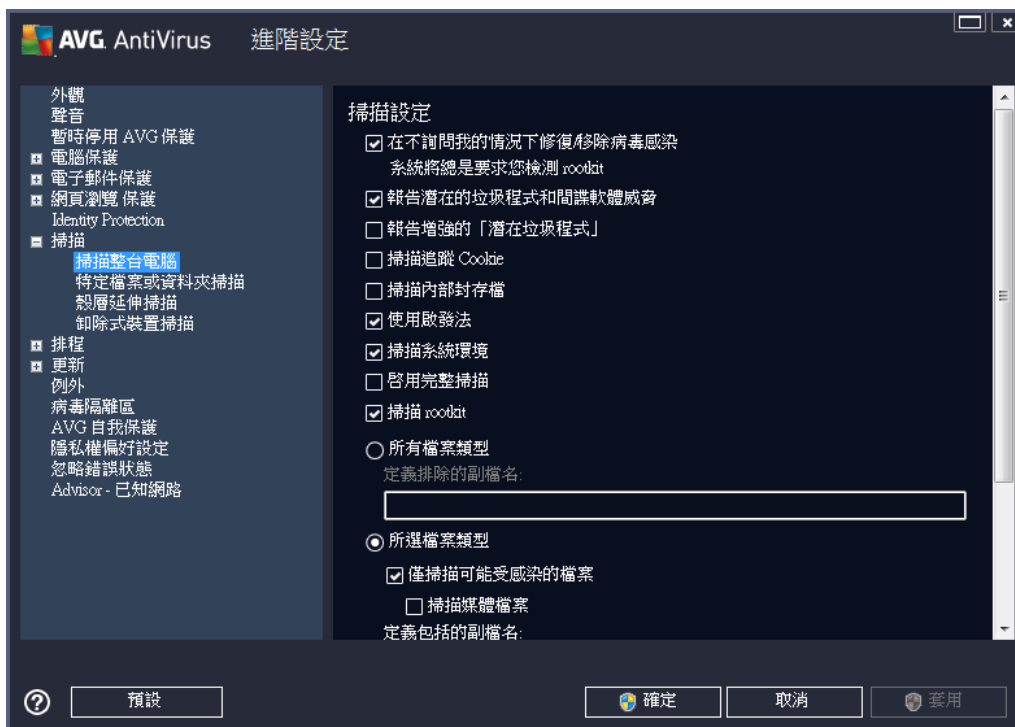 AVG. AntiVirus 進階設定
外觀
聲音
暫時停用 AVG 保護
電腦保護
電子郵件保護
網頁瀏覽 保護
Identity Protection
掃描
掃描整台電腦
特定檔案或資料夾掃描
殼層延伸掃描
卸除式裝置掃描
排程
更新
例外
病毒隔離區
AVG 自我保護
隱私權偏好設定
忽略錯誤狀態
Advisor - 已知網路
掃描設定
在不詢問我的情況下修復/移除病毒感染
系統將總是要求您檢測 rootkit
報告潛在的垃圾程式和間諜軟體威脅
報告增強的「潛在垃圾程式」
掃描追蹤 Cookie
掃描內部封存檔
使用啟發法
掃描系統環境
啓用完整掃描
掃描 rootkit
所有檔案類型
定義排除的副檔名:
所選檔案類型
僅掃描可能受感染的檔案
掃描媒體檔案
定義包括的副檔名:
預設
確定
取消
套用